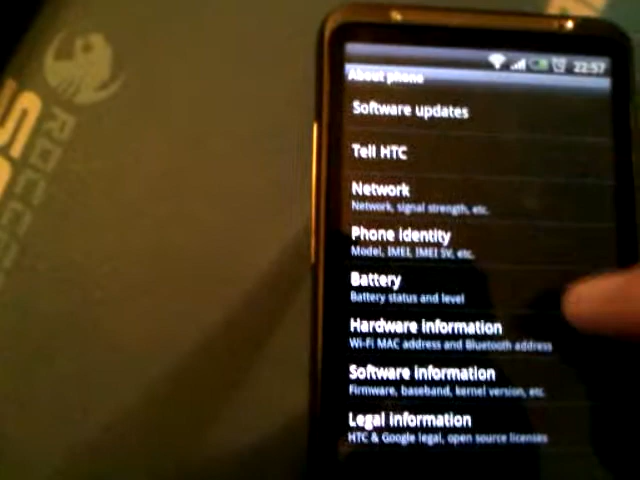 ROCCA
22:57
About phone
Software updates
Tell HTC
Network
Network, signal strength, etc.
Phone identity
Model, IMEI, IMEI SV, etc.
Battery
Battery status and level
Hardware information
Wi-Fi MAC address and Bluetooth address
Software information
Firmware, baseband, kernel version, etc.
Legal information
HTC & Google legal, open source licenses